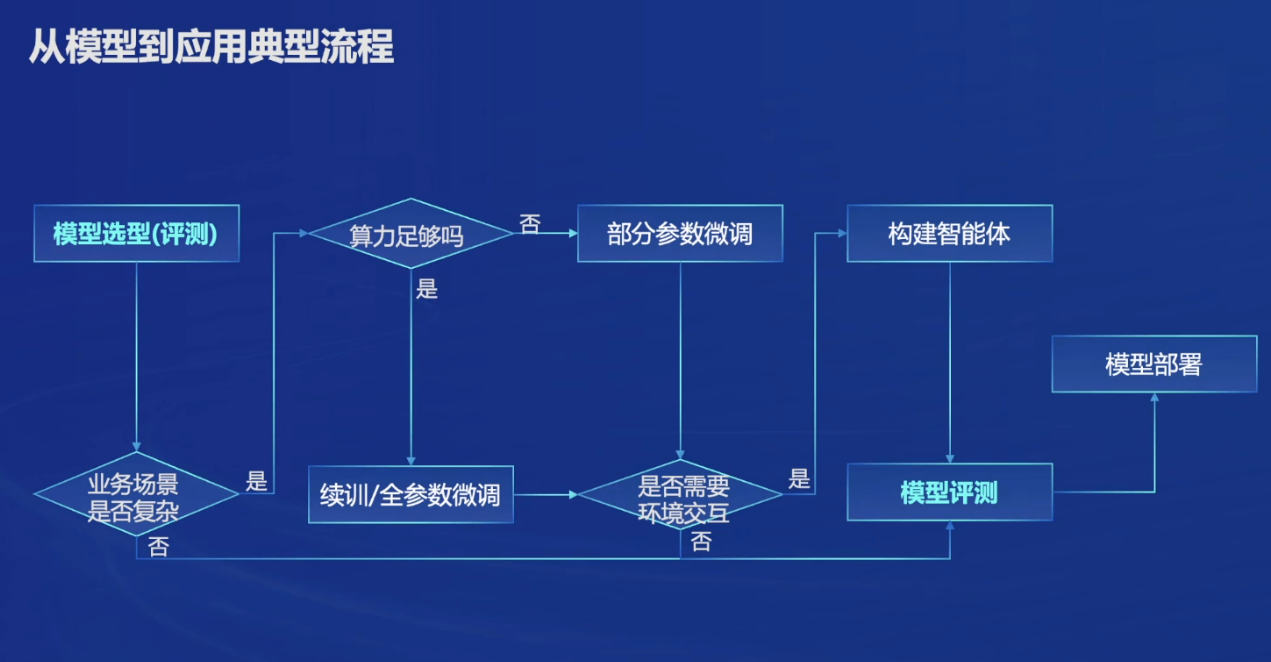 从模型到应用典型流程
模型选型(评测)
算力足够吗
否
部分参数微调
构建智能体
是
模型部署
业务场景
是否复杂
是
续训/全参数微调
是否需要
环境交互
是
模型评测
否
否